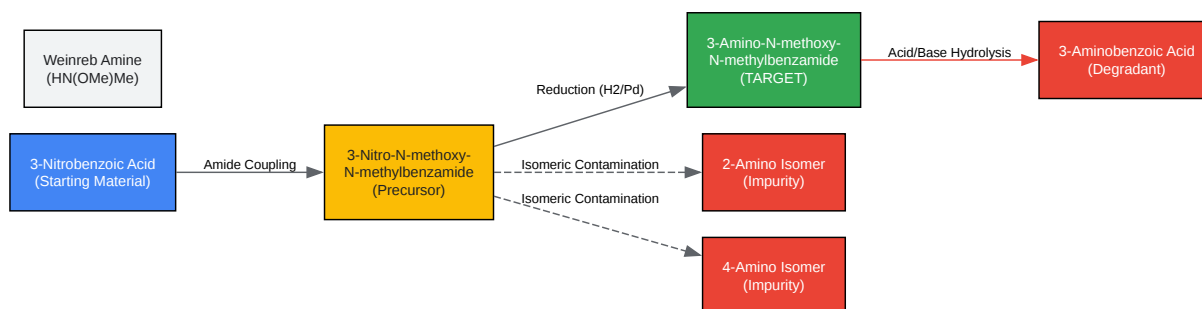 Weinreb Amine
(HN(OMe)Me)
3-Nitrobenzoic Acid
(Starting Material)
Amide Coupling
3-Nitro-N-methoxy-
N-methylbenzamide
(Precursor)
Reduction (H2/Pd)
Isomeric Contamination
Isomeric Contamination
3-Amino-N-methoxy-
N-methylbenzamide
(TARGET)
Acid/Base Hydrolysis
3-Aminobenzoic Acid
(Degradant)
2-Amino Isomer
(Impurity)
4-Amino Isomer
(Impurity)